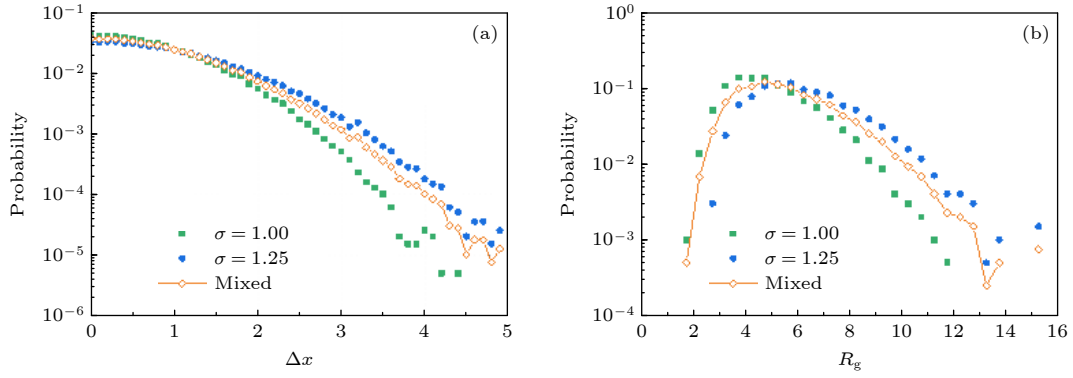 (a)
Probability
10⁻¹
10⁻²
10⁻³
10⁻⁴
10⁻⁵
10⁻⁶
σ = 1.00
σ = 1.25
Mixed
0 1 2 3 4 5
Δx
(b)
Probability
10⁰
10⁻¹
10⁻²
10⁻³
10⁻⁴
σ = 1.00
σ = 1.25
Mixed
0 2 4 6 8 10 12 14 16
R_g